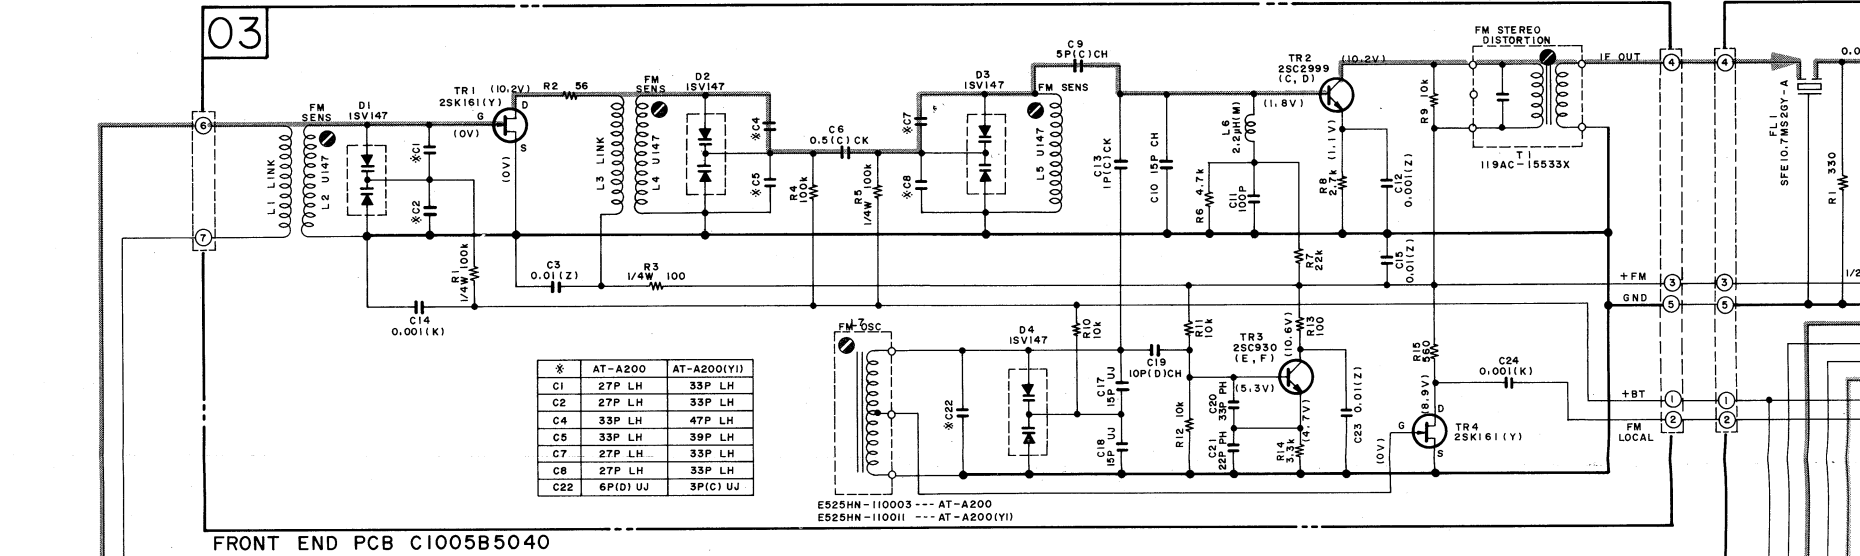 03
FM STEREO
DISTORTION
C9
5P(C)CH
TR2
2SC2999
(C,D)
(10.2V)
IF OUT
4
4
FM
SENS
D1
1SV147
TR1
2SK161(Y)
(10.2V)
R2 56
FM
SENS
D2
1SV147
D3
1SV147
FM SENS
(1.8V)
R9 10k
FL1
SFE10.7MS2GY-A
6
G
D
S
(0V)
(0V)
L1 LINK
L2 U147
※C1
※C2
L3 LINK
L4 U147
※C4
※C5
C6
0.5(C)CK
R4
100k
R5 100k
1/4W
※C7
※C8
L5 U147
C13
1P(C)CK
C10 15P CH
L6
2.2μH(M)
R6 4.7k
C11
100P
R8 (1.1V)
2.7k
C12
0.001(Z)
T1
119AC-15533X
R1 330
7
R1
1/4W 100k
C3
0.01(Z)
R3
1/4W 100
R7
22k
C15
0.01(Z)
+FM
3
3
1/2
GND
5
5
C14
0.001(K)
L7
FM OSC
D4
1SV147
R10
10k
R11
10k
C19
10P(D)CH
TR3
2SC930
(E,F)
(10.6V)
R13
100
R15
560
C24
0.001(K)
※ AT-A200 AT-A200(Y1)
C1 27P LH 33P LH
C2 27P LH 33P LH
C4 33P LH 47P LH
C5 33P LH 39P LH
C7 27P LH 33P LH
C8 27P LH 33P LH
C22 6P(D) UJ 3P(C) UJ
※C22
C17
15P UJ
C18
15P UJ
R12 10k
C20
33P PH
C21
22P PH
(5.3V)
R14
3.3k
(4.7V)
C23 0.01(Z)
(8.9V)
G
D
S
(0V)
TR4
2SK161(Y)
+BT
1
1
FM
LOCAL
2
2
E525HN-110003 --- AT-A200
E525HN-110011 --- AT-A200(Y1)
FRONT END PCB C1005B5040